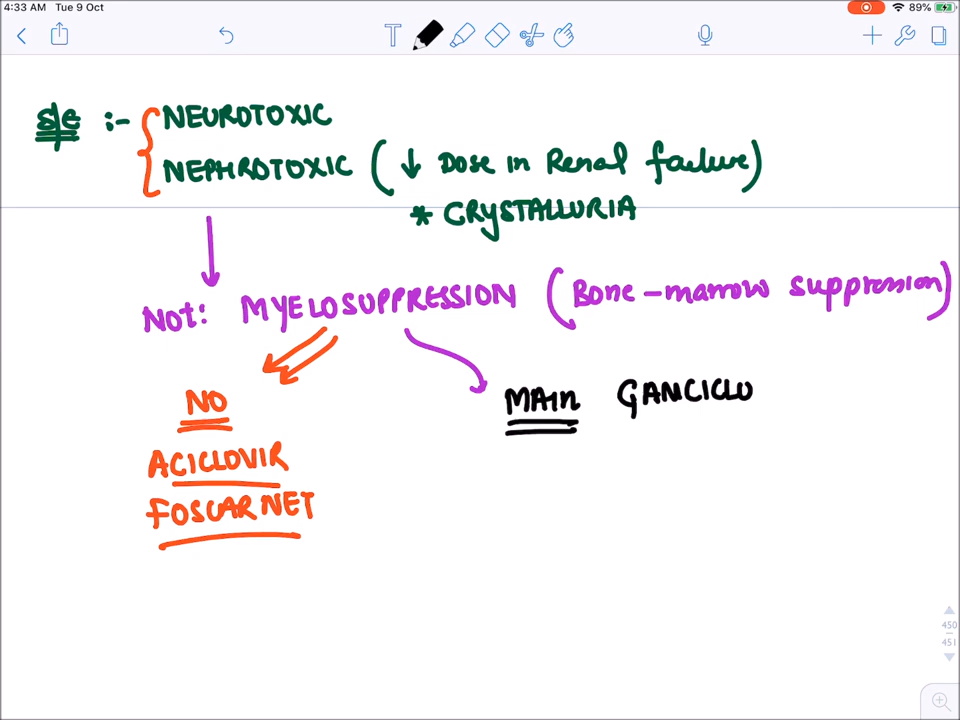 4:33 AM Tue 9 Oct 89%
T
S/E :- NEUROTOXIC
NEPHROTOXIC (↓ Dose in Renal failure)
* CRYSTALLURIA
Not: MYELOSUPPRESSION (Bone-marrow suppression)
NO
MAIN GANCICLO
ACICLOVIR
FOSCARNET
450
451